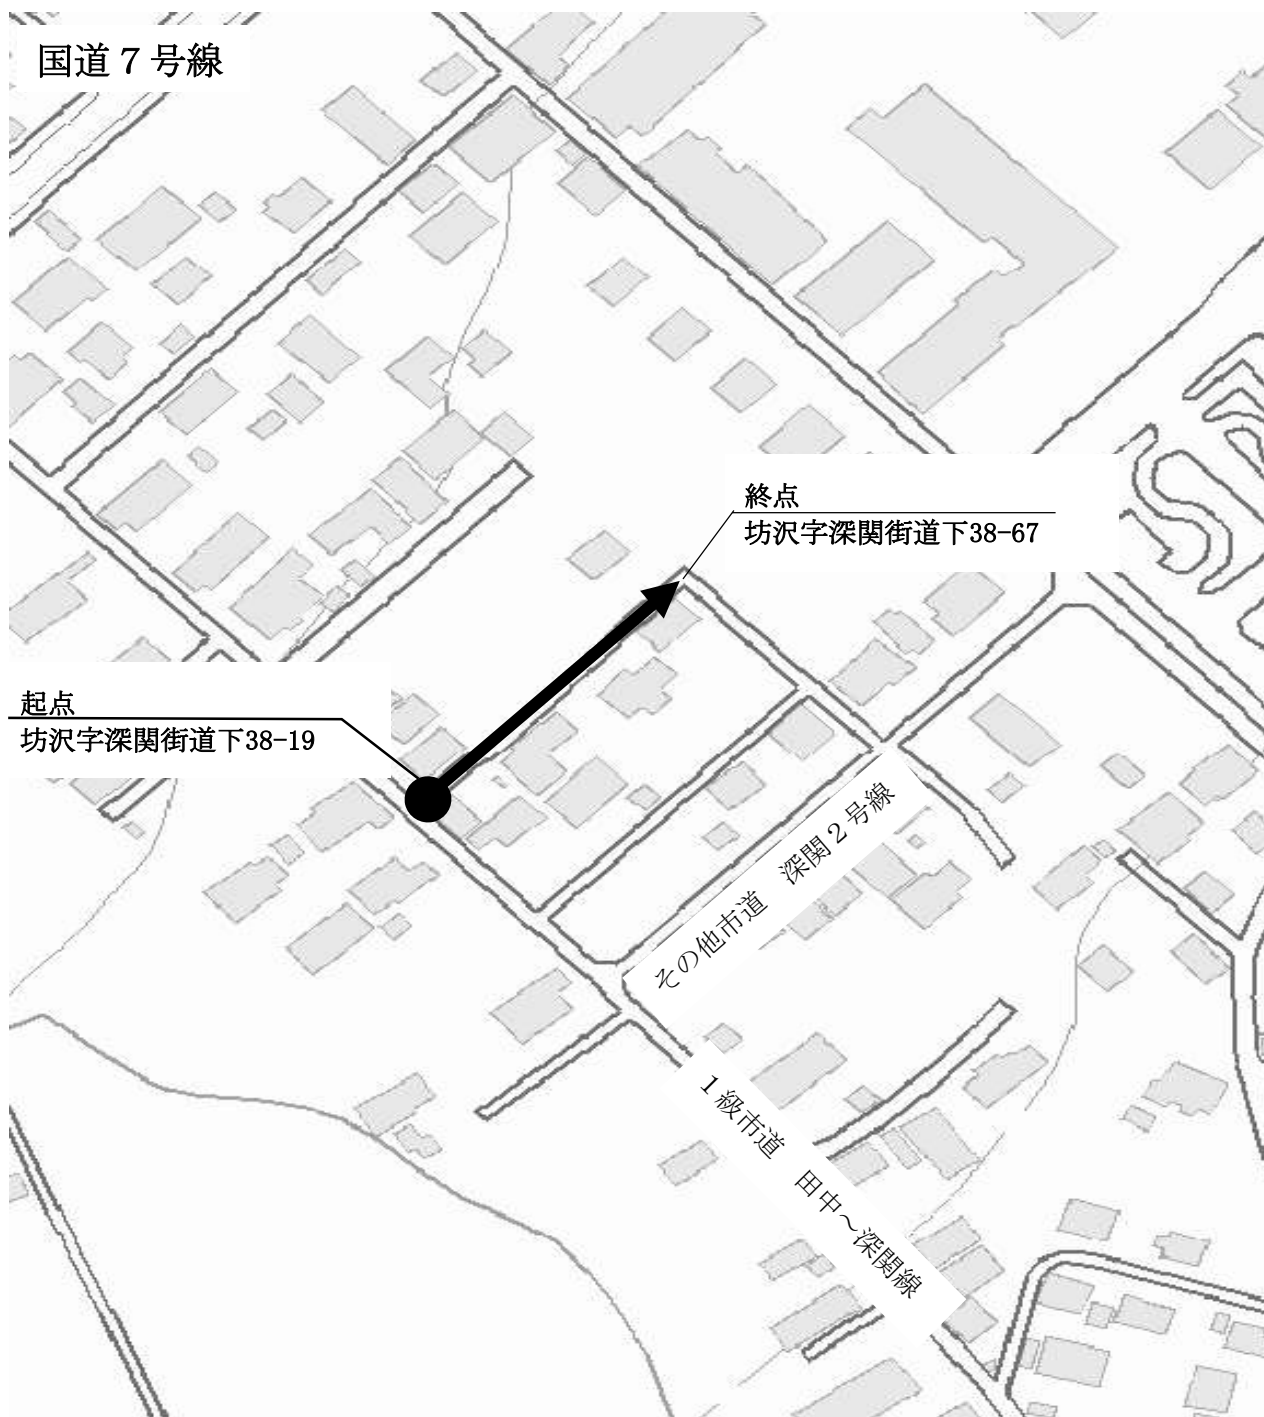 国道７号線
終点
坊沢字深関街道下38-67
起点
坊沢字深関街道下38-19
その他市道　深関２号線
１級市道　田中～深関線